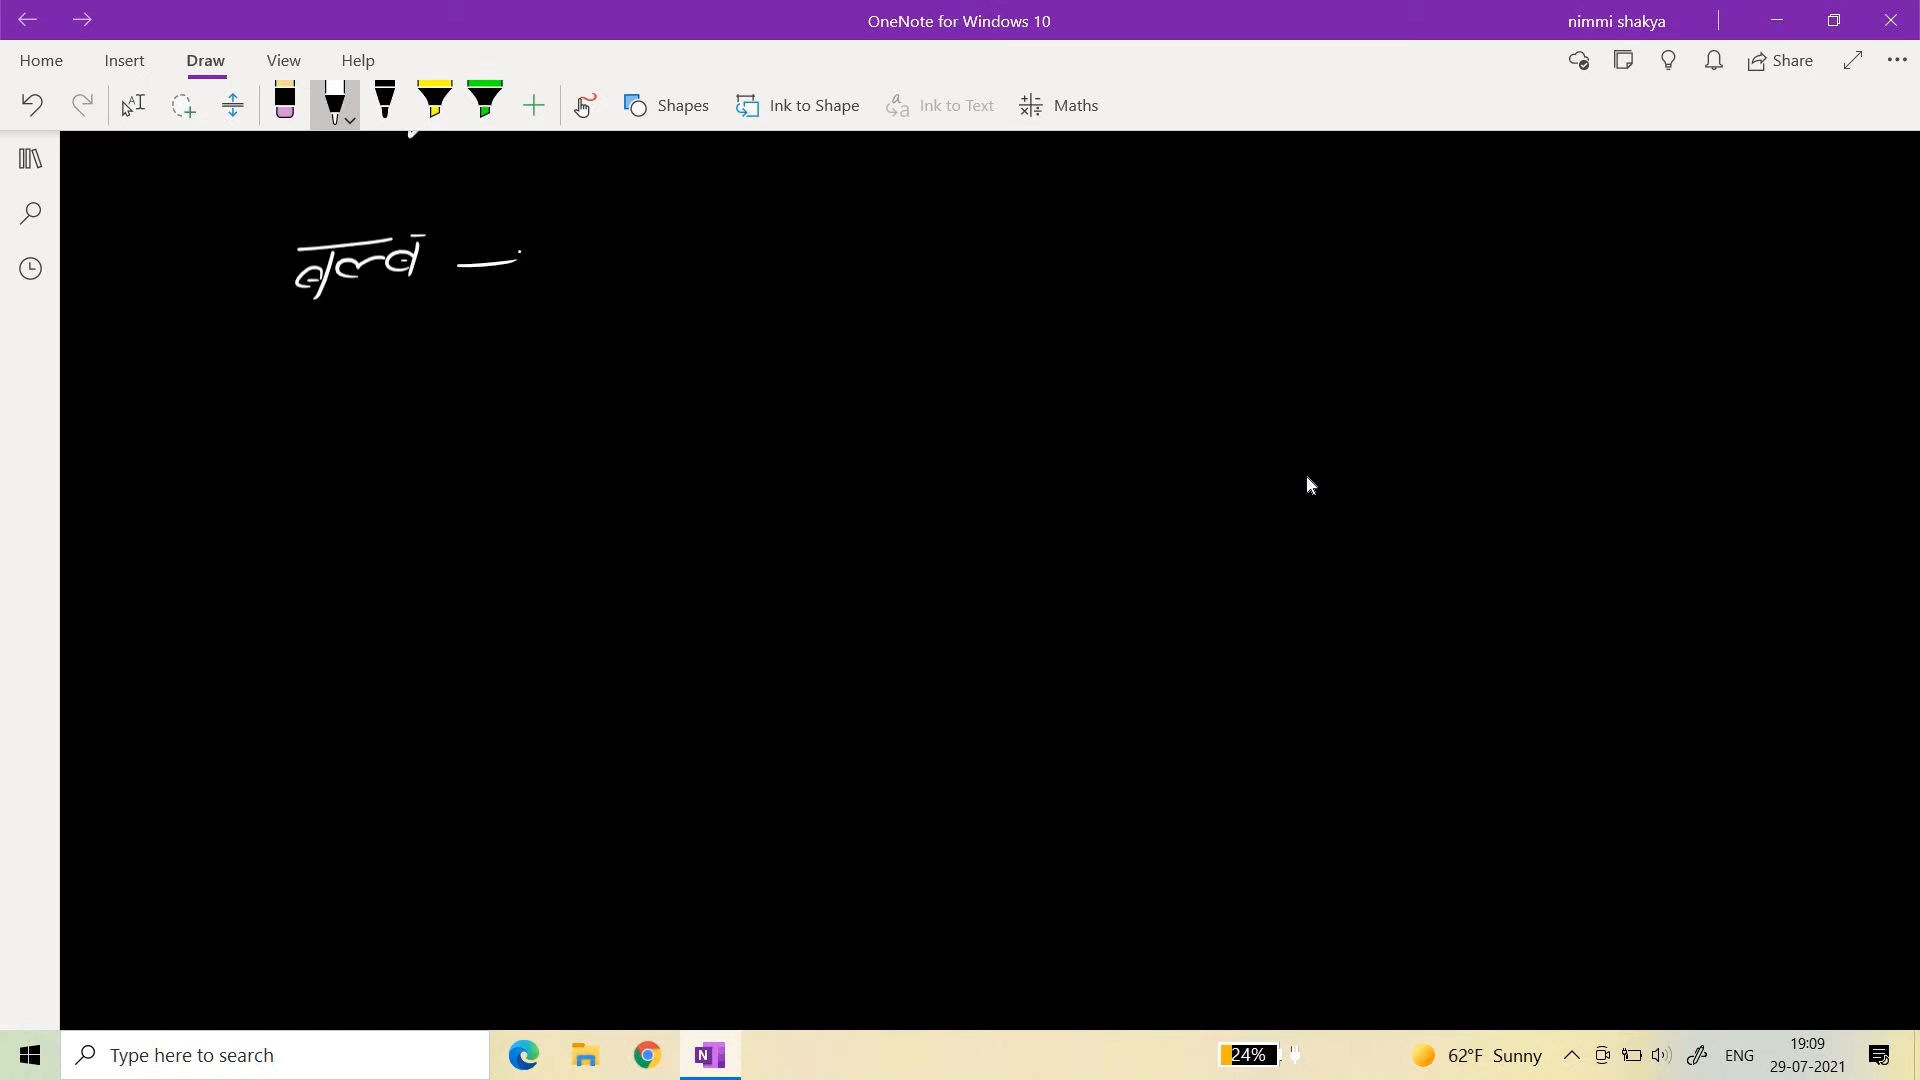 OneNote for Windows 10
nimmi shakya
Home Insert Draw View Help
Share
Shapes Ink to Shape Ink to Text Maths
बल्ब —
Type here to search
24%
62°F Sunny
ENG
19:09
29-07-2021